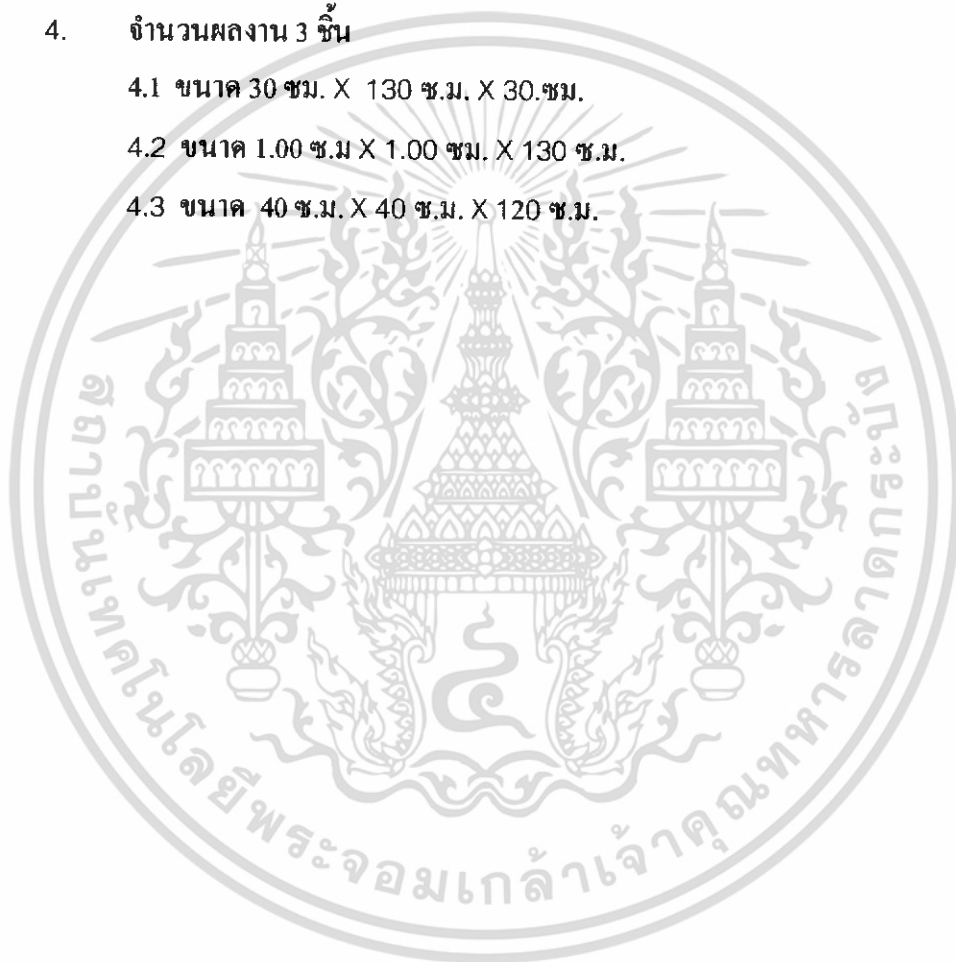 4. จำนวนผลงาน 3 ชิ้น
4.1 ขนาด 30 ซม. X 130 ซ.ม. X 30.ซม.
4.2 ขนาด 1.00 ซ.ม X 1.00 ซม. X 130 ซ.ม.
4.3 ขนาด 40 ซ.ม. X 40 ซ.ม. X 120 ซ.ม.
๔
สถาบันเทคโนโลยีพระจอมเกล้าเจ้าคุณทหารลาดกระบัง